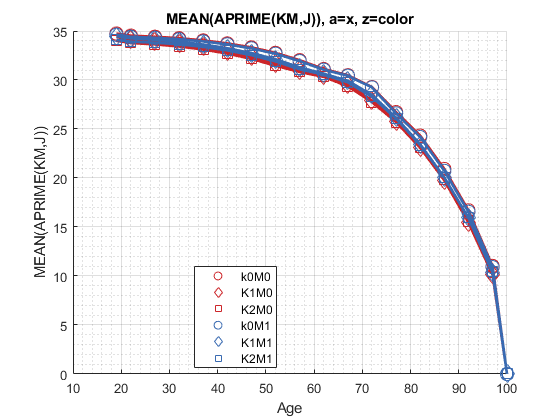 MEAN(APRIME(KM,J)), a=x, z=color
MEAN(APRIME(KM,J))
35
30
25
20
15
10
5
0
k0M0
K1M0
K2M0
k0M1
K1M1
K2M1
10 20 30 40 50 60 70 80 90 100
Age